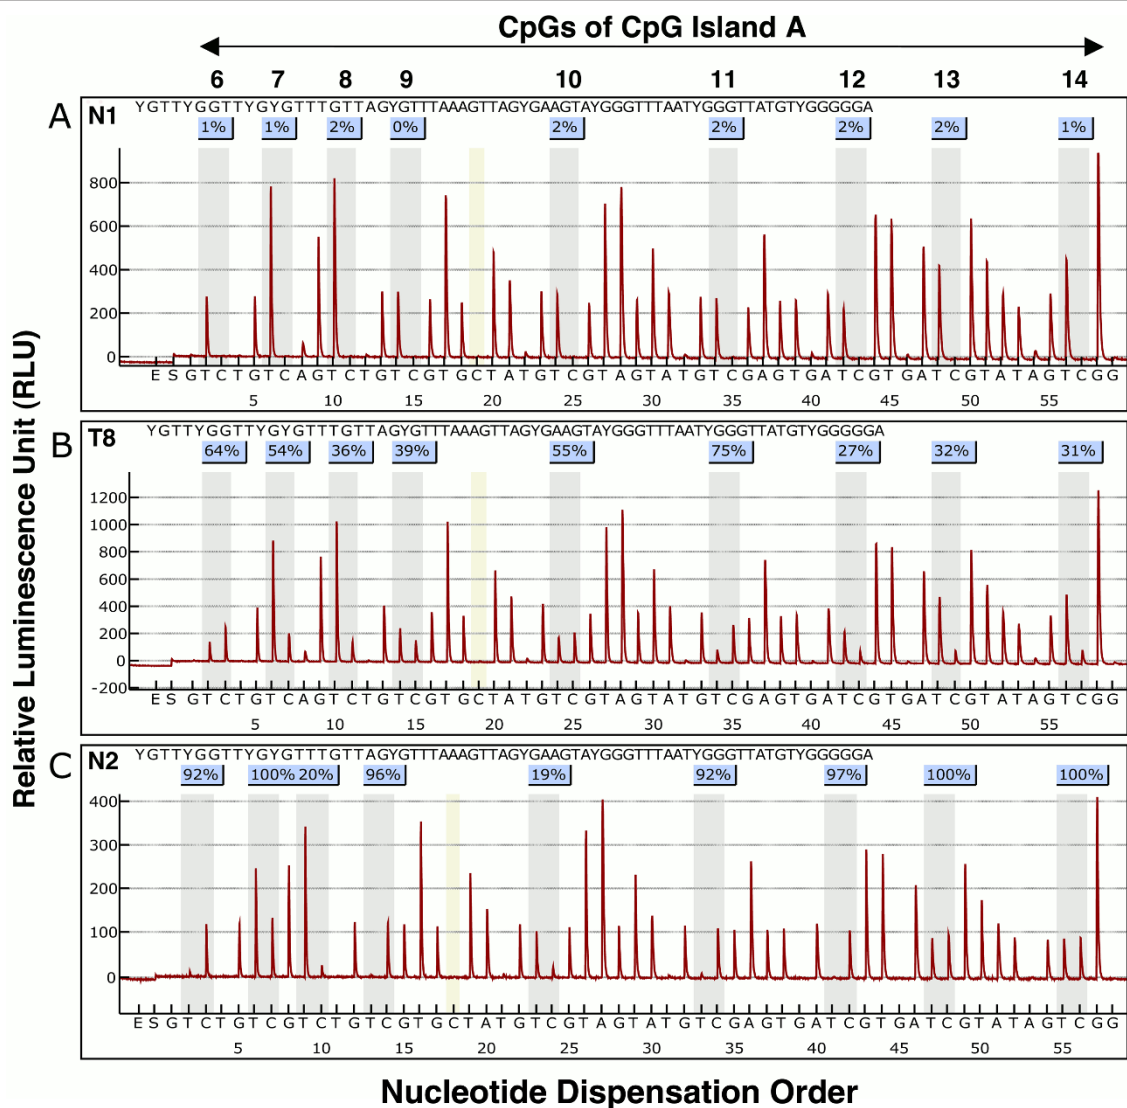 CpGs of CpG Island A
6 7 8 9 10 11 12 13 14
A
N1
YGTTYGGTTYGYGTTTGTTAGYGTTTAAAGTTAGYGAAGTAYGGGTTTAATYGGGTTATGTYGGGGGA
1% 1% 2% 0% 2% 2% 2% 2% 1%
800
600
400
200
0
E S G T C T G T C A G T C T G T C G T G C T A T G T C G T A G T A T G T C G A G T G A T C G T G A T C G T A T A G T C G G
5 10 15 20 25 30 35 40 45 50 55
B
T8
YGTTYGGTTYGYGTTTGTTAGYGTTTAAAGTTAGYGAAGTAYGGGTTTAATYGGGTTATGTYGGGGGA
64% 54% 36% 39% 55% 75% 27% 32% 31%
1200
1000
800
600
400
200
0
-200
E S G T C T G T C A G T C T G T C G T G C T A T G T C G T A G T A T G T C G A G T G A T C G T G A T C G T A T A G T C G G
5 10 15 20 25 30 35 40 45 50 55
C
N2
YGTTYGGTTYGYGTTTGTTAGYGTTTAAAGTTAGYGAAGTAYGGGTTTAATYGGGTTATGTYGGGGGA
92% 100% 20% 96% 19% 92% 97% 100% 100%
400
300
200
100
0
E S G T C T G T C G T C T G T C G T G C T A T G T C G T A G T A T G T C G A G T G A T C G T G A T C G T A T A G T C G G
5 10 15 20 25 30 35 40 45 50 55
Relative Luminescence Unit (RLU)
Nucleotide Dispensation Order